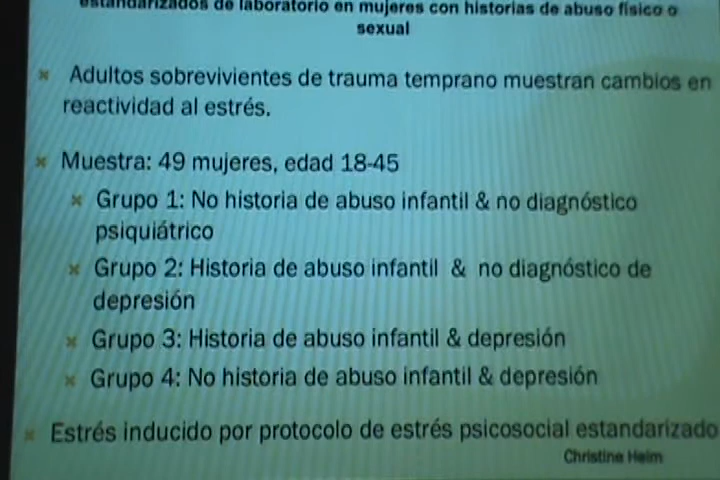 estandarizados de laboratorio en mujeres con historias de abuso físico o
sexual
Adultos sobrevivientes de trauma temprano muestran cambios en
reactividad al estrés.
Muestra: 49 mujeres, edad 18-45
Grupo 1: No historia de abuso infantil & no diagnóstico
psiquiátrico
Grupo 2: Historia de abuso infantil & no diagnóstico de
depresión
Grupo 3: Historia de abuso infantil & depresión
Grupo 4: No historia de abuso infantil & depresión
Estrés inducido por protocolo de estrés psicosocial estandarizado
Christine Heim